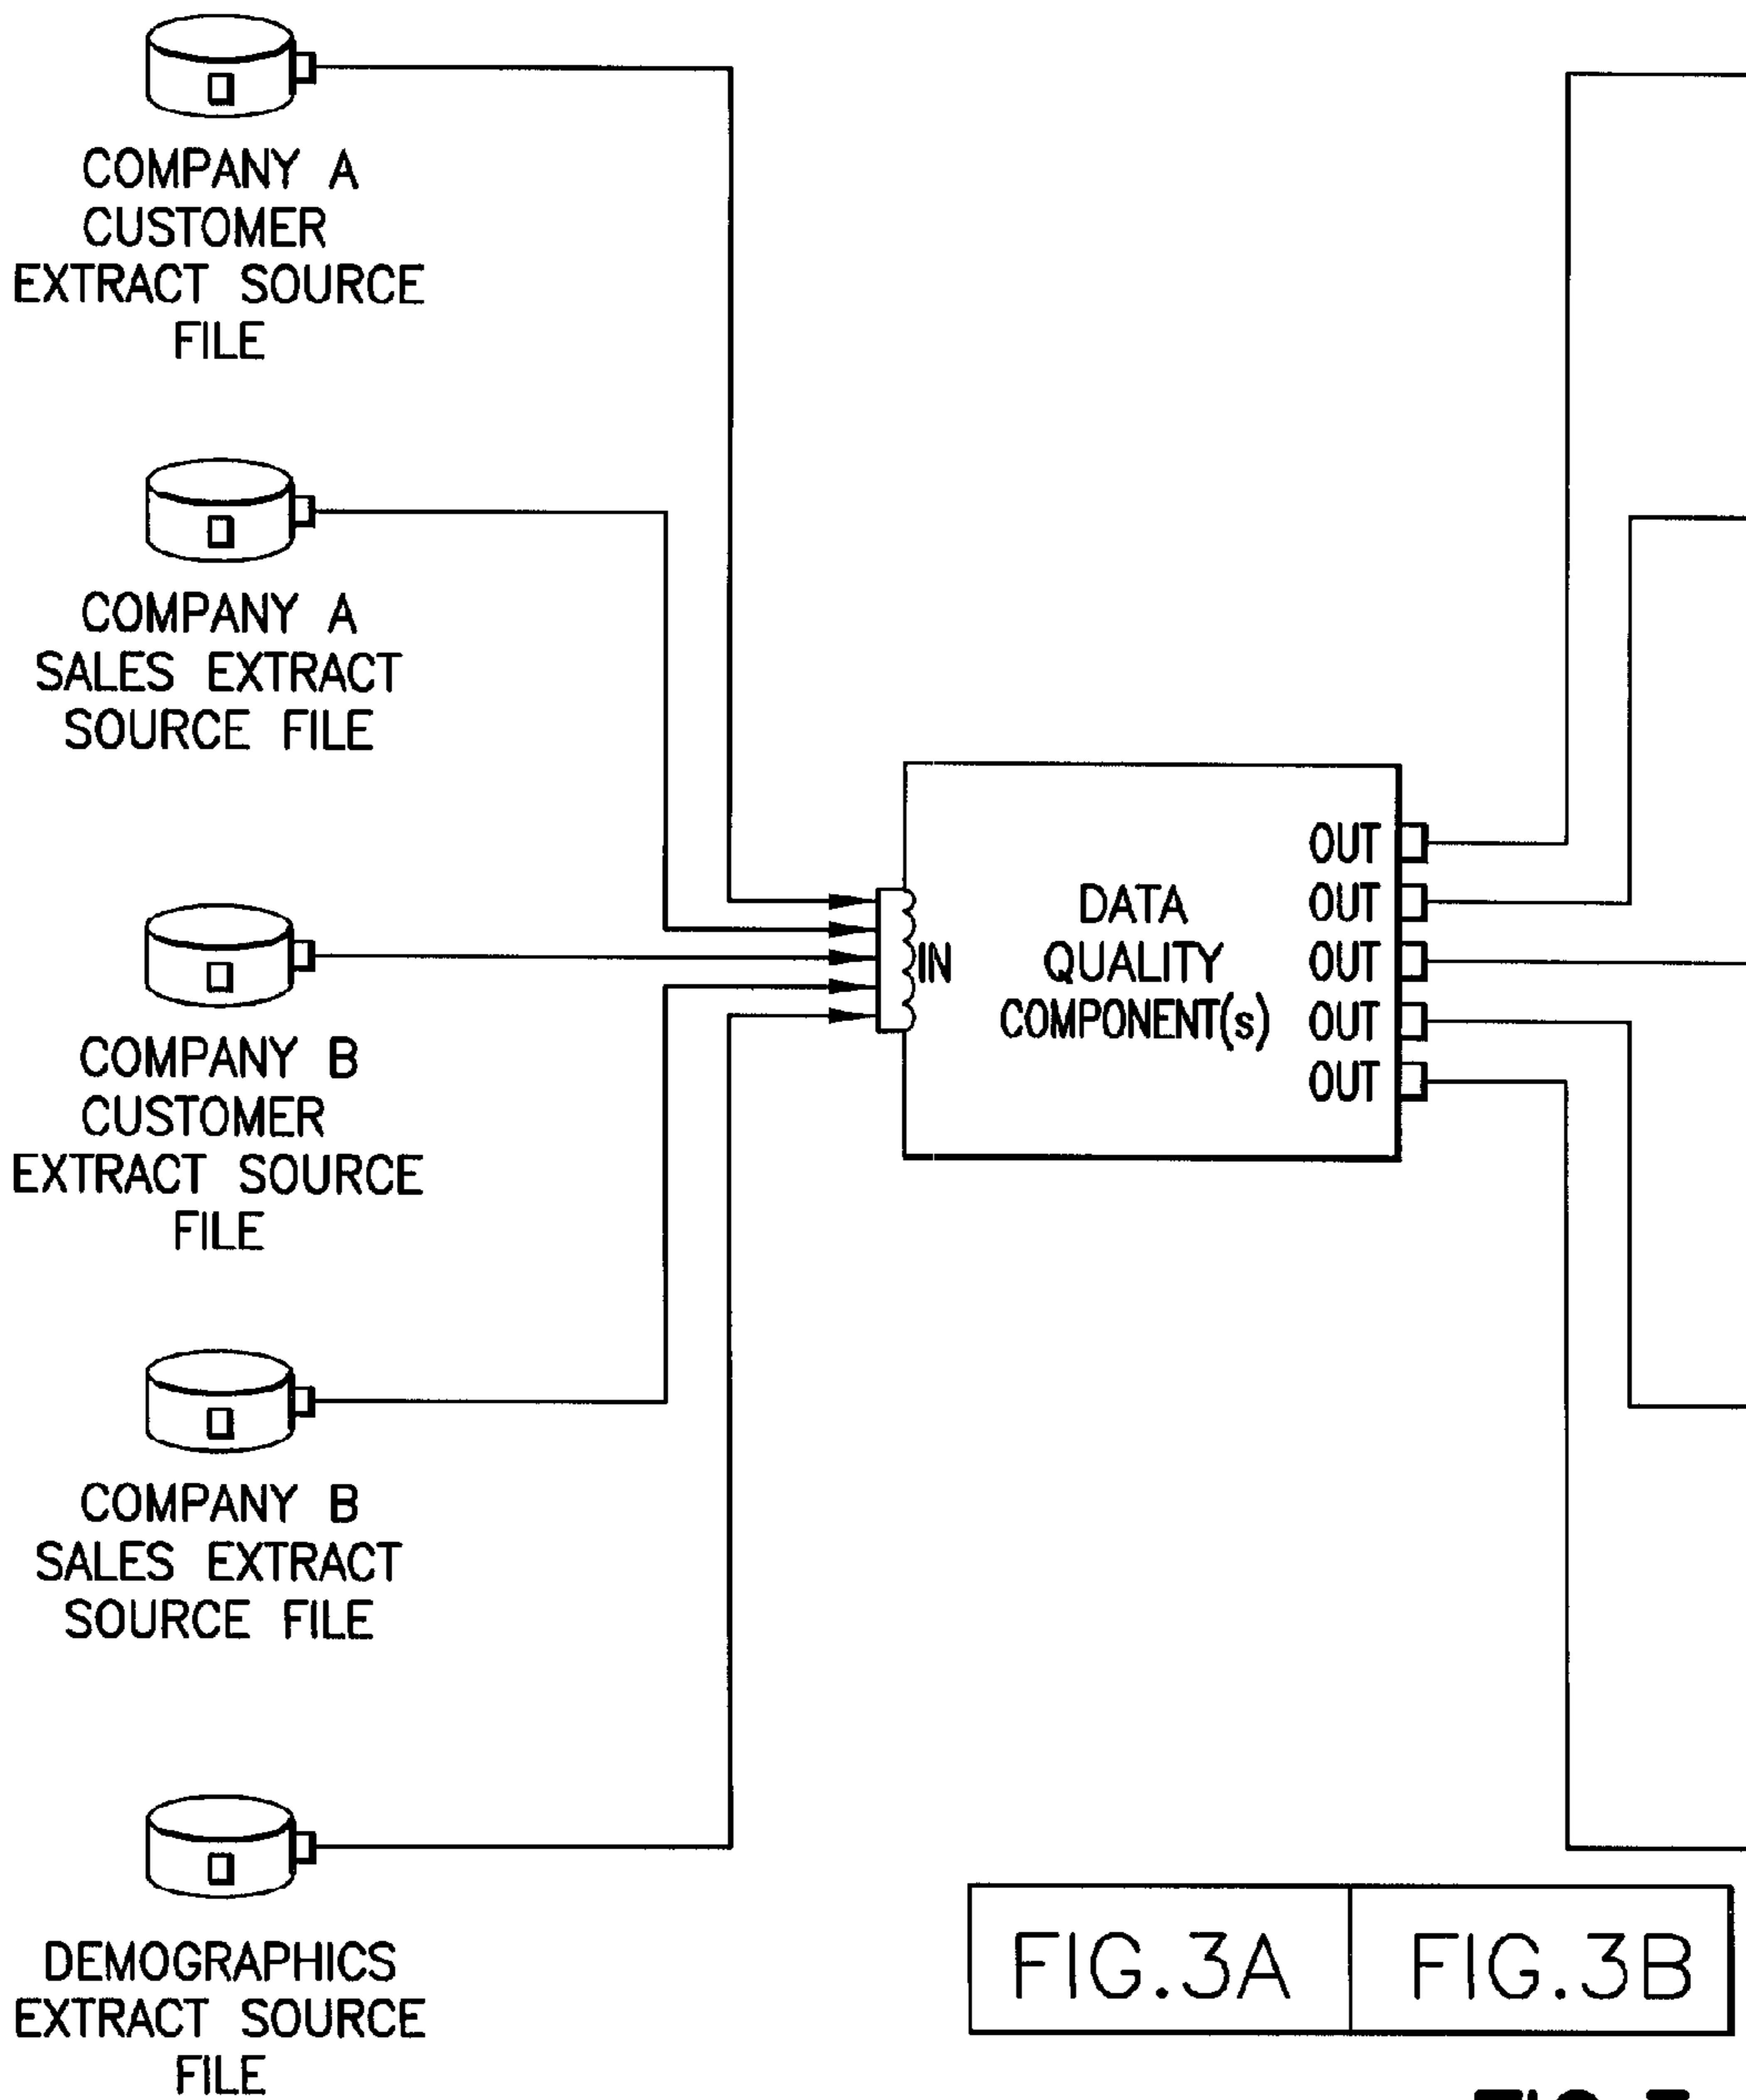 COMPANY A
CUSTOMER
EXTRACT SOURCE
FILE
COMPANY A
SALES EXTRACT
SOURCE FILE
COMPANY B
CUSTOMER
EXTRACT SOURCE
FILE
COMPANY B
SALES EXTRACT
SOURCE FILE
DEMOGRAPHICS
EXTRACT SOURCE
FILE
IN
DATA
QUALITY
COMPONENT(s)
OUT
OUT
OUT
OUT
OUT
FIG.3A
FIG.3B